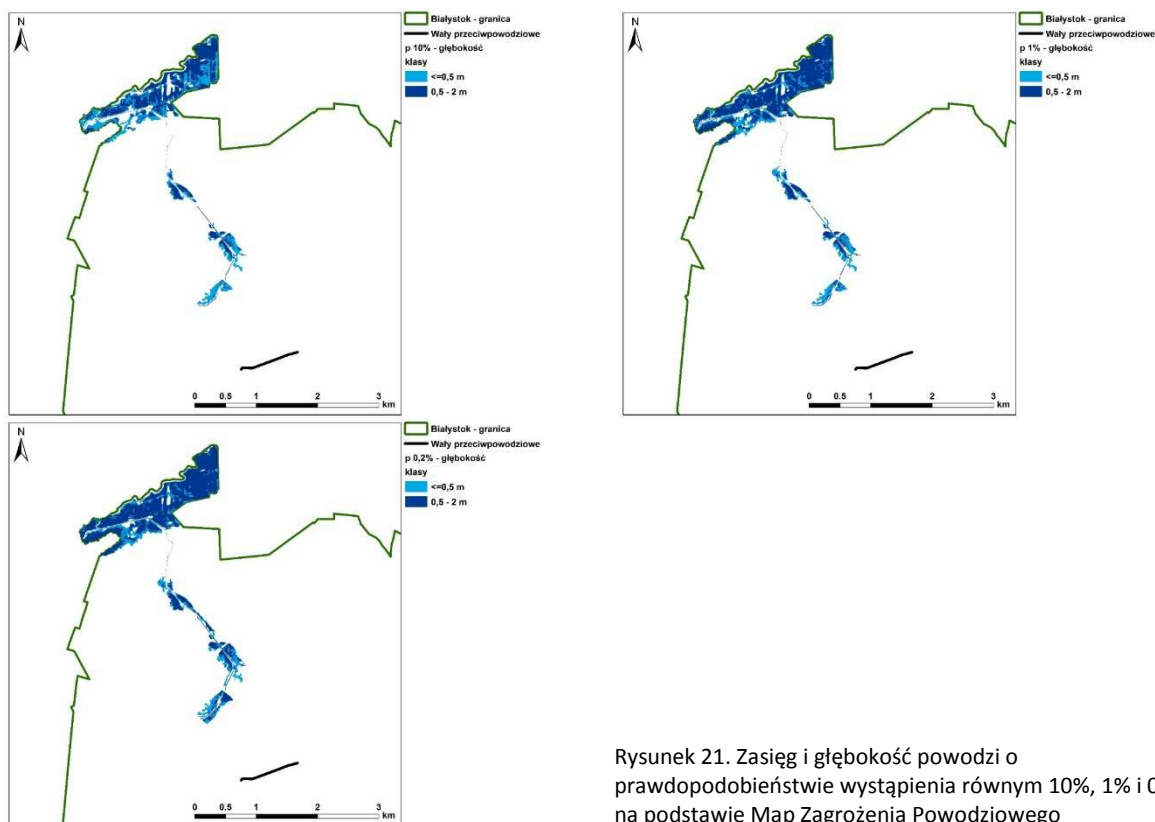 N
Białystok - granica
Wały przeciwpowodziowe
p 10% - głębokość
klasy
<=0,5 m
0,5 - 2 m
0 0.5 1 2 3
km
N
Białystok - granica
Wały przeciwpowodziowe
p 1% - głębokość
klasy
<=0,5 m
0,5 - 2 m
0 0.5 1 2 3
km
N
Białystok - granica
Wały przeciwpowodziowe
p 0,2% - głębokość
klasy
<=0,5 m
0,5 - 2 m
0 0.5 1 2 3
km
Rysunek 21. Zasięg i głębokość powodzi o
prawdopodobieństwie wystąpienia równym 10%, 1% i
na podstawie Map Zagrożenia Powodziowego